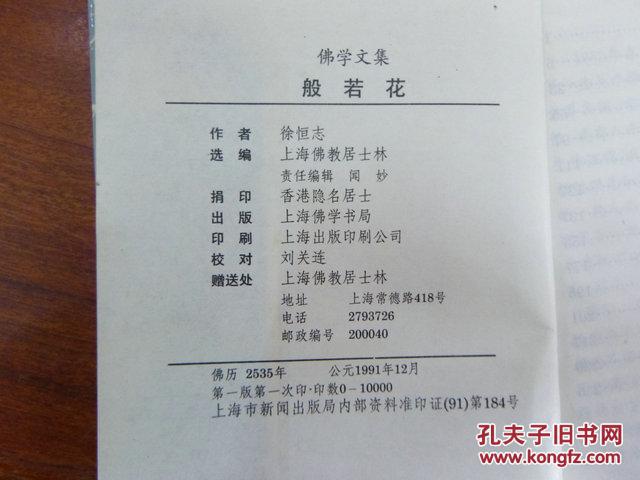 佛学文集
般若花
作者 徐恒志
选编 上海佛教居士林
责任编辑 闻妙
捐印 香港隐名居士
出版 上海佛学书局
印刷 上海出版印刷公司
校对 刘关连
赠送处 上海佛教居士林
地址 上海常德路418号
电话 2793726
邮政编号 200040
佛历 2535年 公元1991年12月
第一版第一次印·印数0-10000
上海市新闻出版局内部资料准印证(91)第184号
孔夫子旧书网
www.kongfz.com